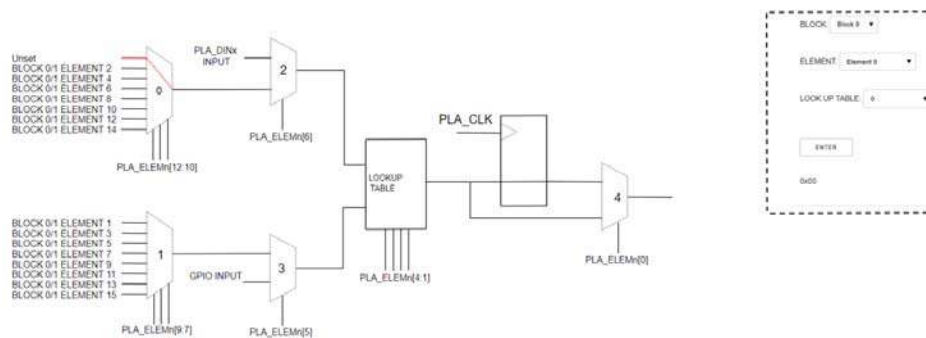 Unset
BLOCK 0/1 ELEMENT 2
BLOCK 0/1 ELEMENT 4
BLOCK 0/1 ELEMENT 6
BLOCK 0/1 ELEMENT 8
BLOCK 0/1 ELEMENT 10
BLOCK 0/1 ELEMENT 12
BLOCK 0/1 ELEMENT 14
0
PLA_ELEMn[12:10]
PLA_DINx
INPUT
2
PLA_ELEMn[6]
BLOCK 0/1 ELEMENT 1
BLOCK 0/1 ELEMENT 3
BLOCK 0/1 ELEMENT 5
BLOCK 0/1 ELEMENT 7
BLOCK 0/1 ELEMENT 9
BLOCK 0/1 ELEMENT 11
BLOCK 0/1 ELEMENT 13
BLOCK 0/1 ELEMENT 15
1
PLA_ELEMn[9:7]
GPIO INPUT
3
PLA_ELEMn[5]
LOOKUP
TABLE
PLA_ELEMn[4:1]
PLA_CLK
4
PLA_ELEMn[0]
BLOCK: Block 0
ELEMENT: Element 0
LOOK UP TABLE: 0
ENTER
0x00